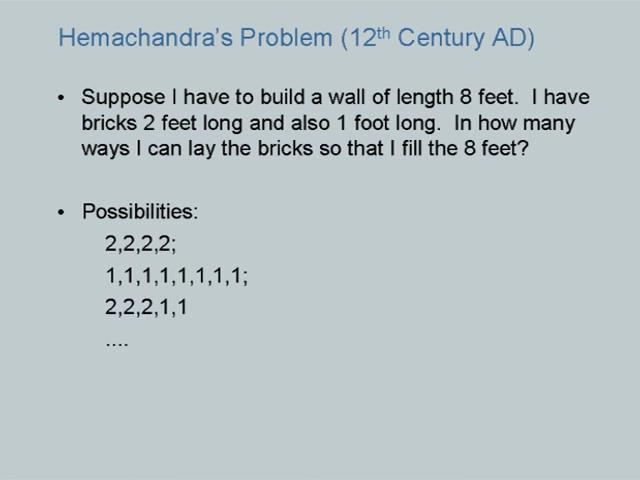 Hemachandra's Problem (12th Century AD)
• Suppose I have to build a wall of length 8 feet. I have
bricks 2 feet long and also 1 foot long. In how many
ways I can lay the bricks so that I fill the 8 feet?
• Possibilities:
2,2,2,2;
1,1,1,1,1,1,1,1;
2,2,2,1,1
....